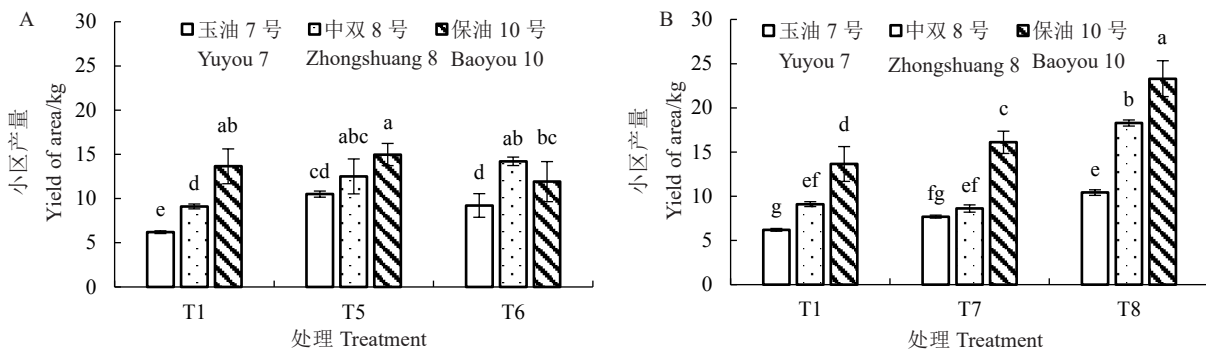 A
玉油 7 号 中双 8 号 保油 10 号
Yuyou 7 Zhongshuang 8 Baoyou 10
小区产量
Yield of area/kg
30
25
20
15
10
5
0
e d ab
cd abc a
d ab bc
T1 T5 T6
处理 Treatment
B
玉油 7 号 中双 8 号 保油 10 号
Yuyou 7 Zhongshuang 8 Baoyou 10
小区产量
Yield of area/kg
30
25
20
15
10
5
0
g ef d
fg ef c
e b a
T1 T7 T8
处理 Treatment